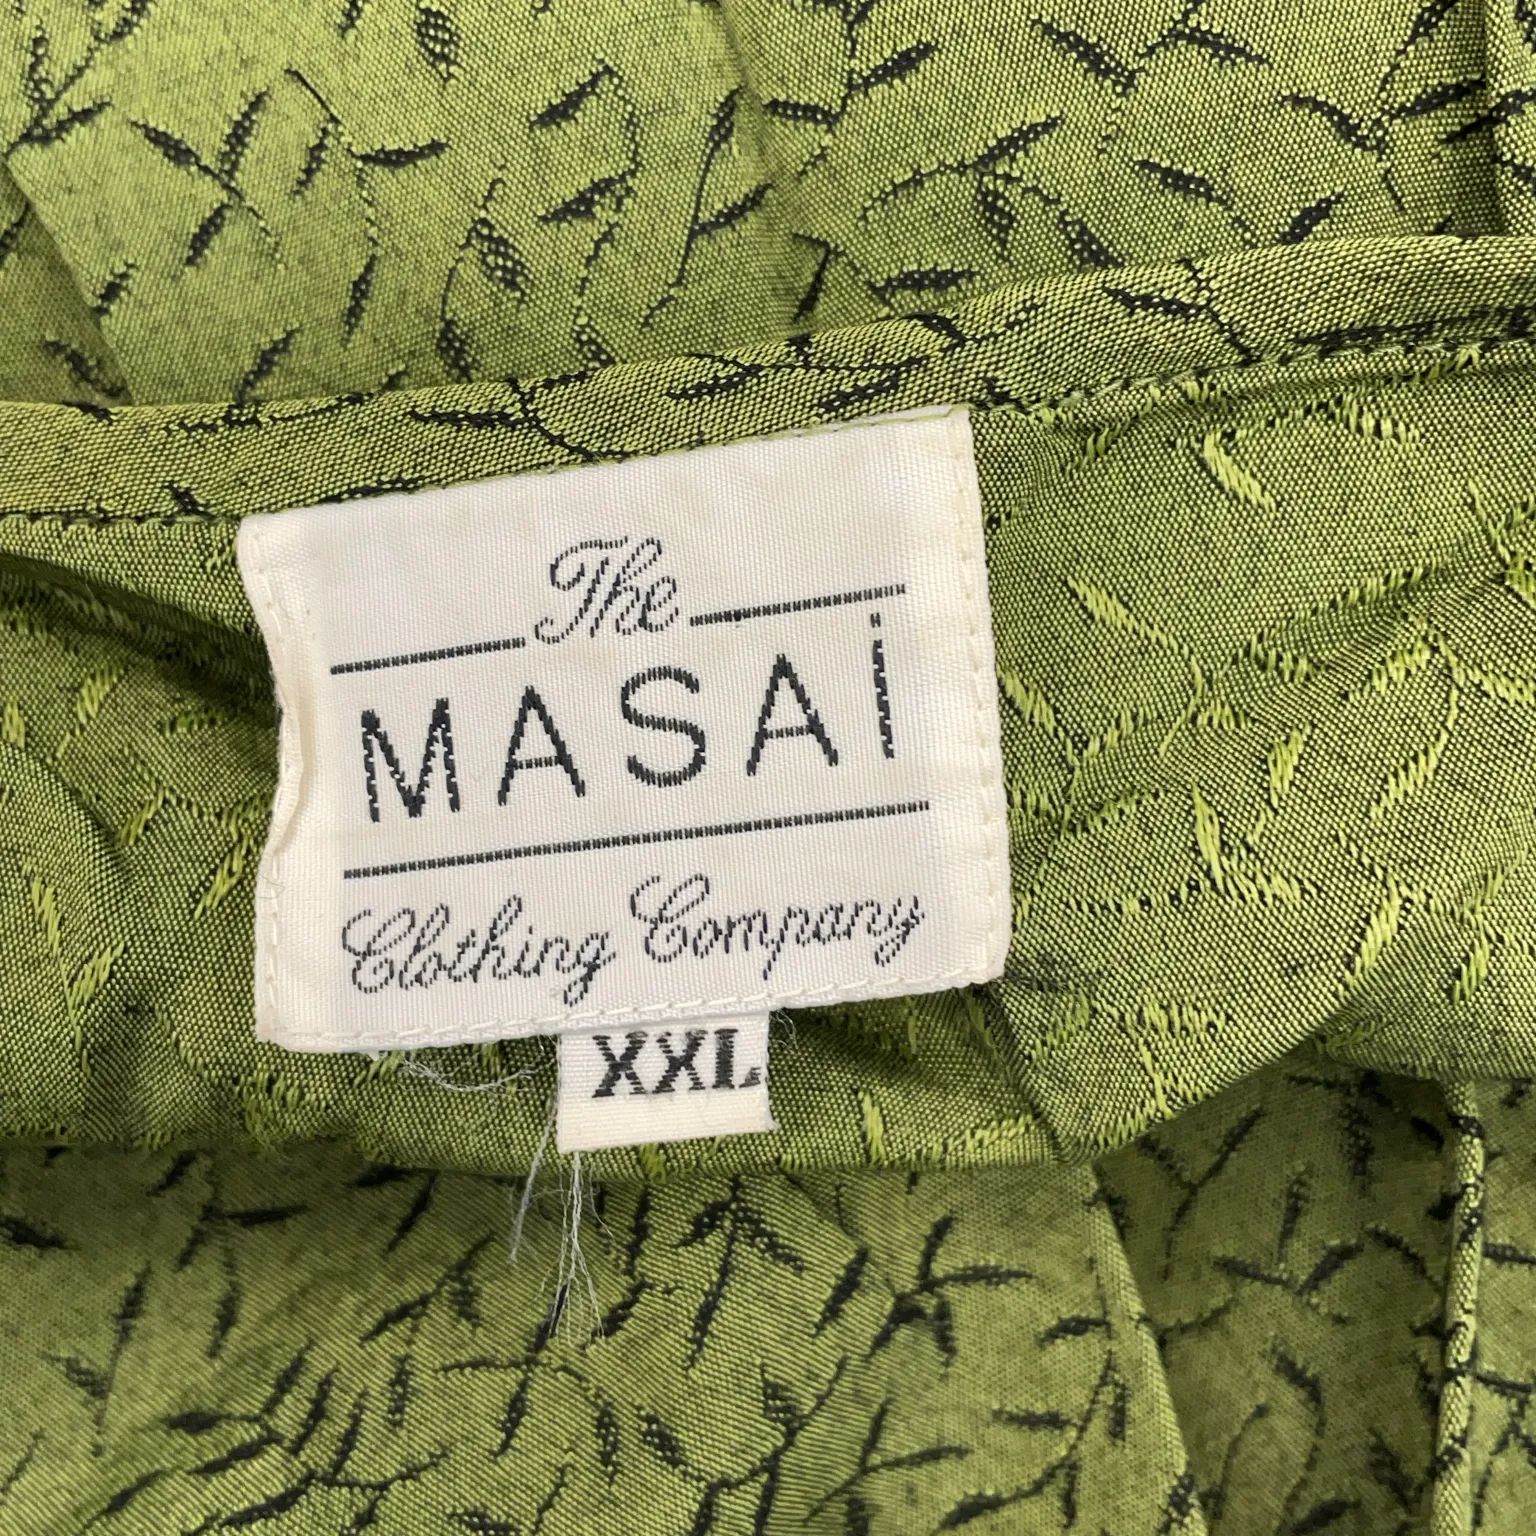 The
MASAI
Clothing Company
XXL